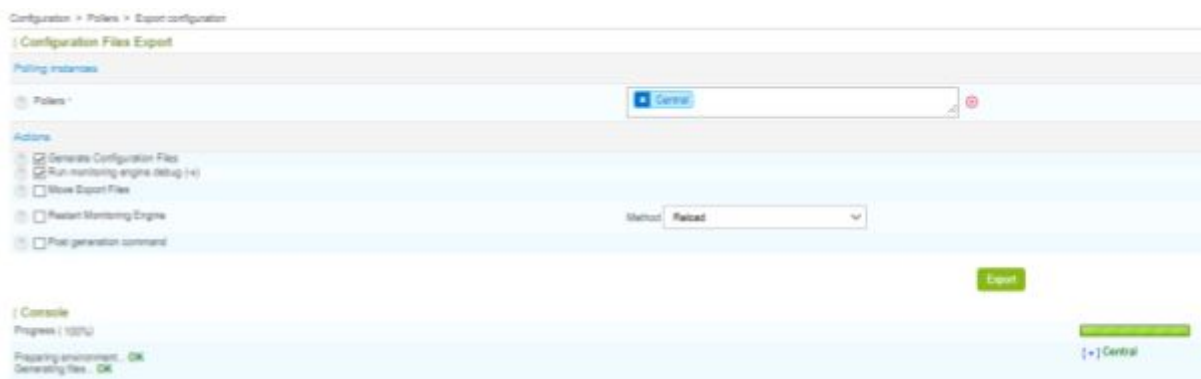 Configuration > Pollers > Export configuration
| Configuration Files Export
Polling instances
Pollers *
x Central
Actions
Generate Configuration Files
Run monitoring engine debug (-v)
Move Export Files
Restart Monitoring Engine
Method Reload
Post generation command
Export
| Console
Progress ( 100%)
[ + ] Central
Preparing environment... OK
Generating files... OK